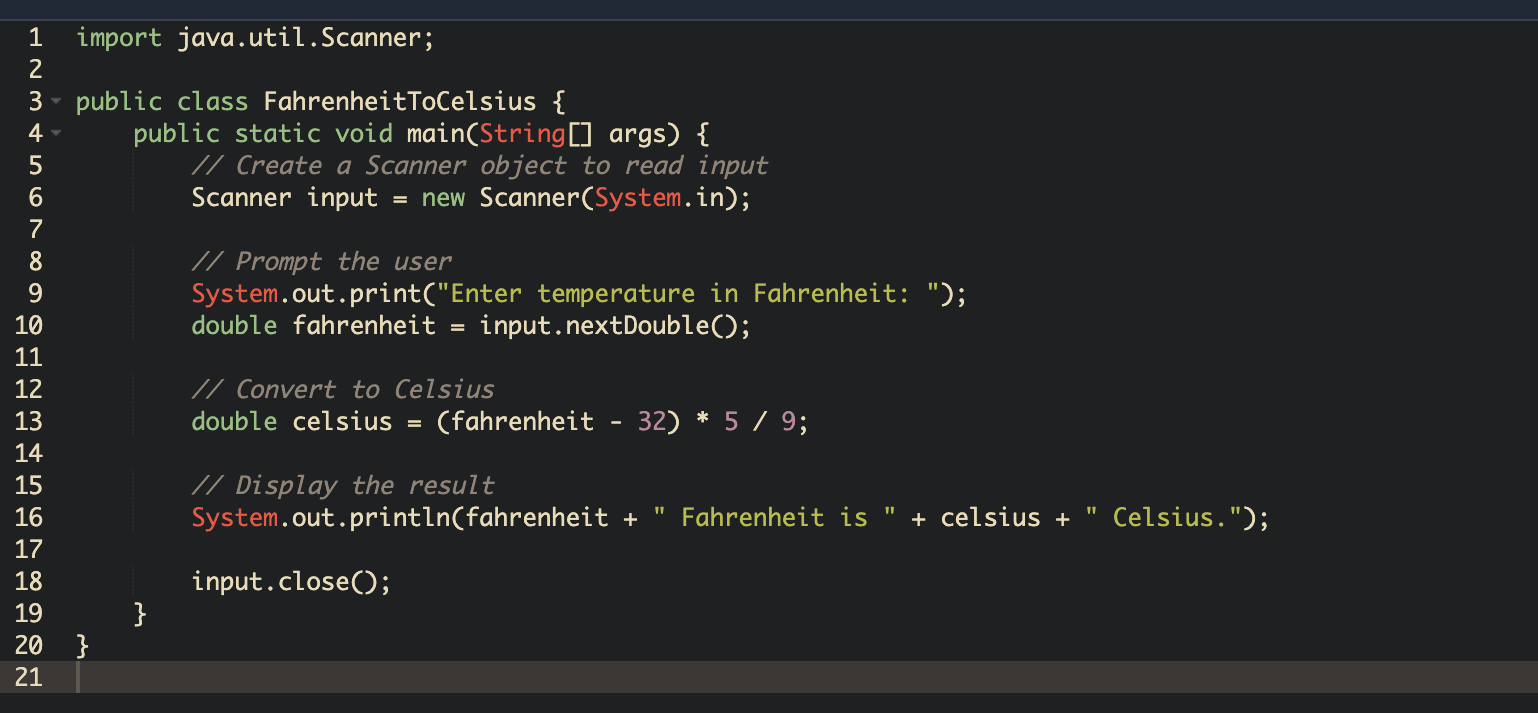 1 import java.util.Scanner;
2
3 public class FahrenheitToCelsius {
4     public static void main(String[] args) {
5         // Create a Scanner object to read input
6         Scanner input = new Scanner(System.in);
7
8         // Prompt the user
9         System.out.print("Enter temperature in Fahrenheit: ");
10         double fahrenheit = input.nextDouble();
11
12         // Convert to Celsius
13         double celsius = (fahrenheit - 32) * 5 / 9;
14
15         // Display the result
16         System.out.println(fahrenheit + " Fahrenheit is " + celsius + " Celsius.");
17
18         input.close();
19     }
20 }
21